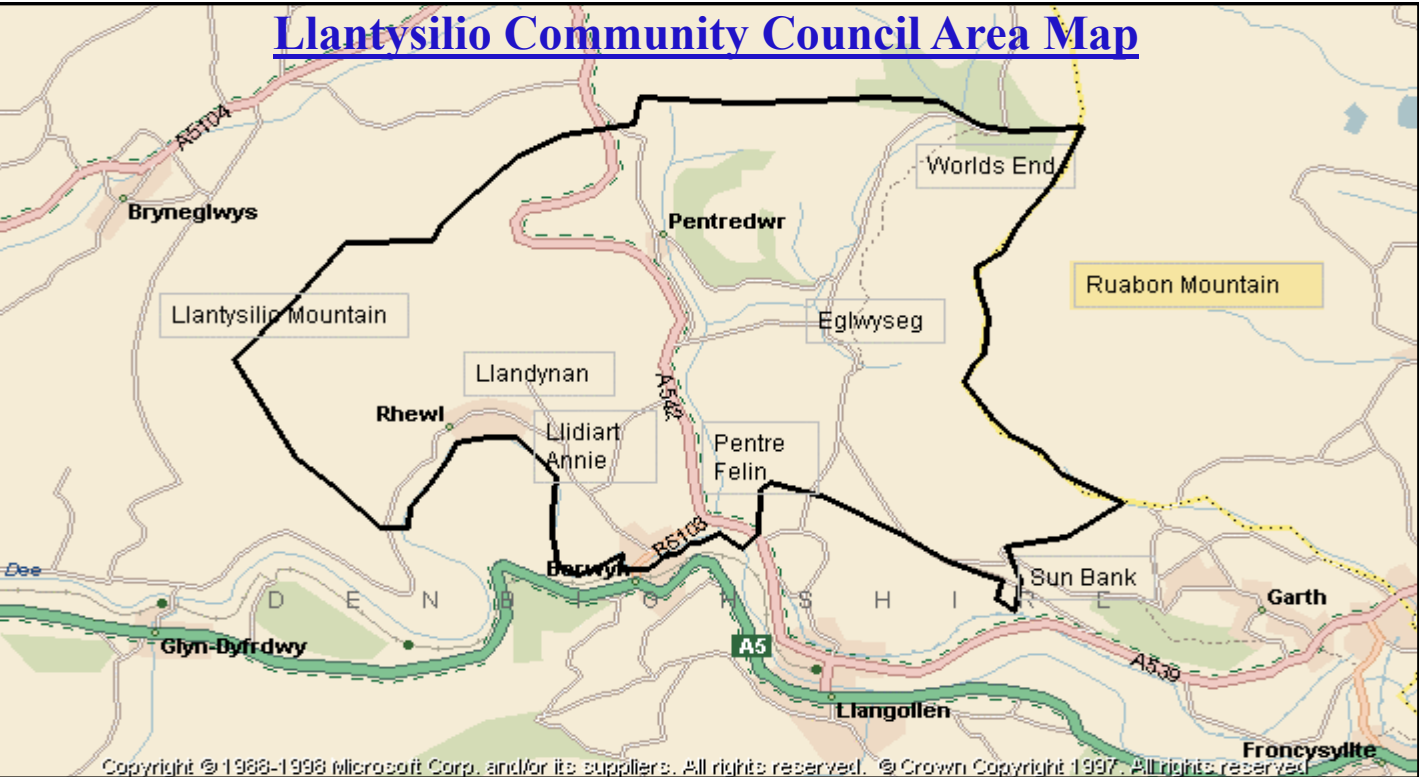 Llantysilio Community Council Area Map
A5104
Worlds End
Bryneglwys
Pentredwr
Ruabon Mountain
Llantysilio Mountain
Eglwyseg
Llandynan
A542
Rhewl
Llidiart
Annie
Pentre
Felin
B5103
Dee
Berwyn
Sun Bank
DENBIGHSHIRE
Garth
Glyn-Dyfrdwy
A5
A539
Llangollen
Froncysyllte
Copyright © 1988-1998 Microsoft Corp. and/or its suppliers. All rights reserved. © Crown Copyright 1997. All rights reserved.